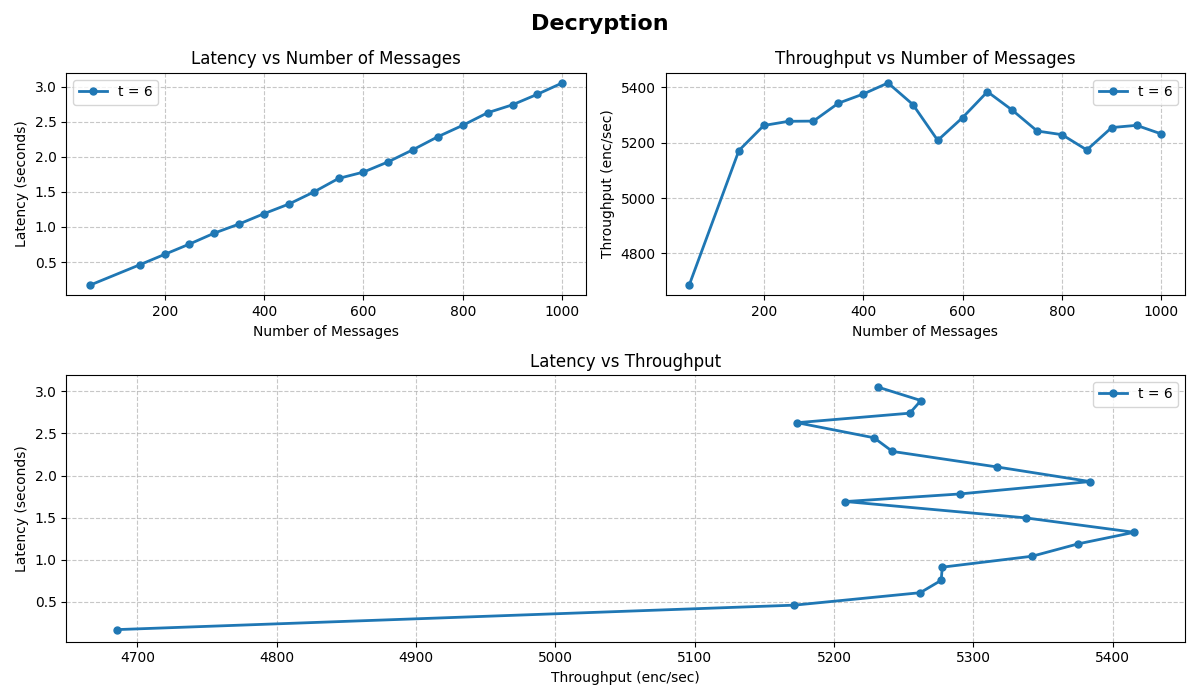 Decryption
Latency vs Number of Messages
t = 6
Latency (seconds)
3.0
2.5
2.0
1.5
1.0
0.5
200 400 600 800 1000
Number of Messages
Throughput vs Number of Messages
t = 6
Throughput (enc/sec)
5400
5200
5000
4800
200 400 600 800 1000
Number of Messages
Latency vs Throughput
t = 6
Latency (seconds)
3.0
2.5
2.0
1.5
1.0
0.5
4700 4800 4900 5000 5100 5200 5300 5400
Throughput (enc/sec)